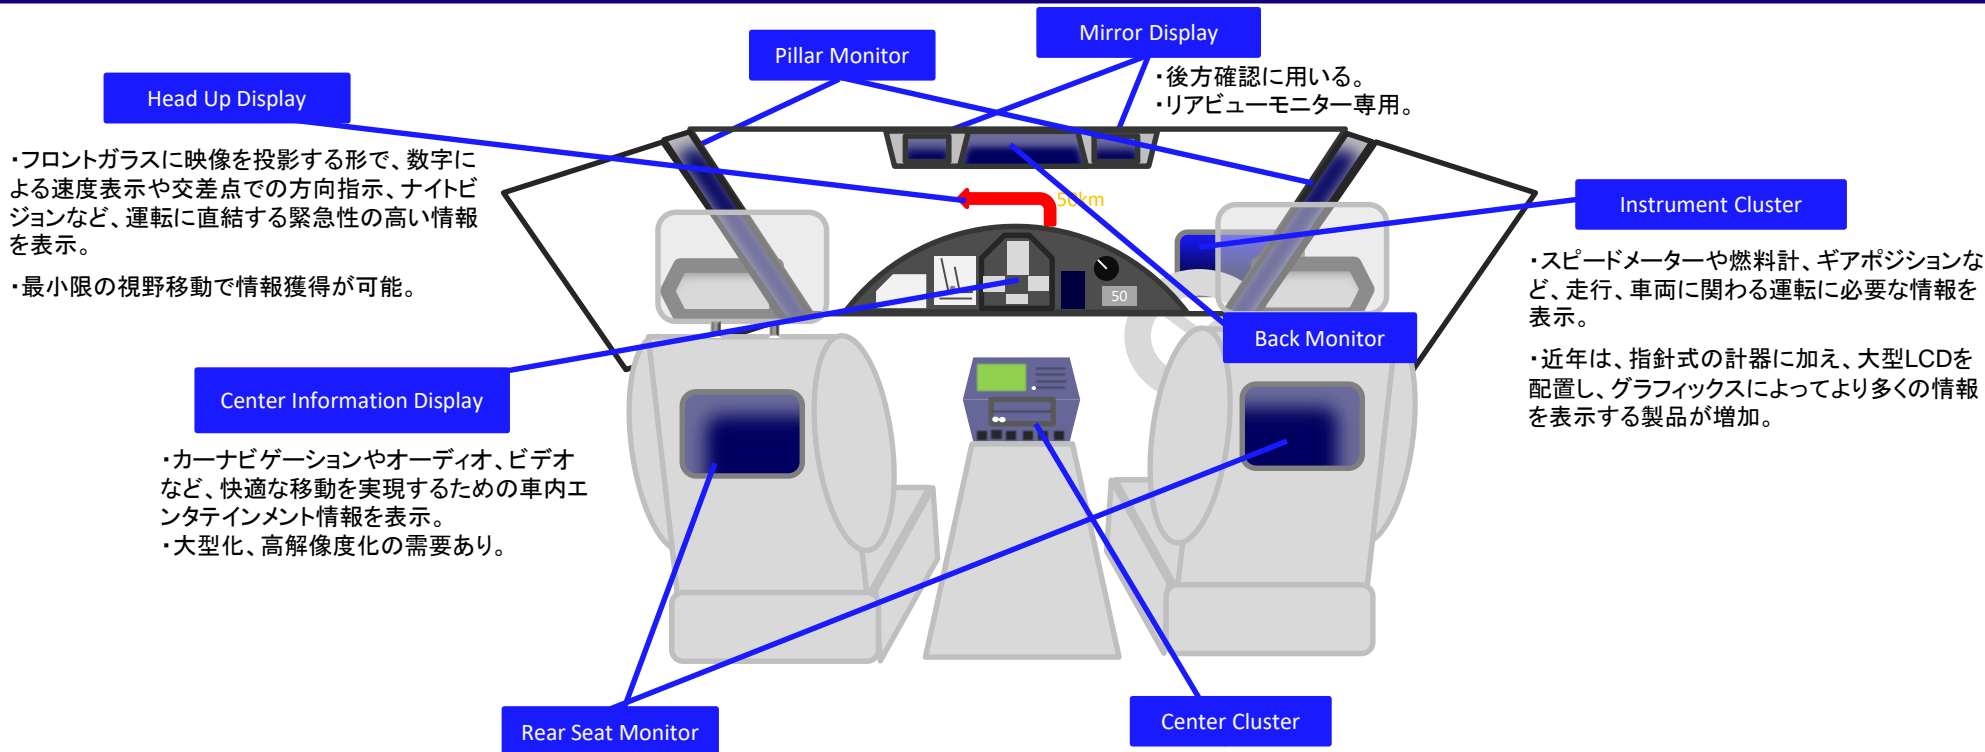 Mirror Display
・後方確認に用いる。
・リアビューモニター専用。
Pillar Monitor
Head Up Display
・フロントガラスに映像を投影する形で、数字に
よる速度表示や交差点での方向指示、ナイトビ
ジョンなど、運転に直結する緊急性の高い情報
を表示。
・最小限の視野移動で情報獲得が可能。
50km
Instrument Cluster
・スピードメーターや燃料計、ギアポジションな
ど、走行、車両に関わる運転に必要な情報を
表示。
・近年は、指針式の計器に加え、大型LCDを
配置し、グラフィックスによってより多くの情報
を表示する製品が増加。
50
Back Monitor
Center Information Display
・カーナビゲーションやオーディオ、ビデオ
など、快適な移動を実現するための車内エ
ンタテインメント情報を表示。
・大型化、高解像度化の需要あり。
Rear Seat Monitor
Center Cluster